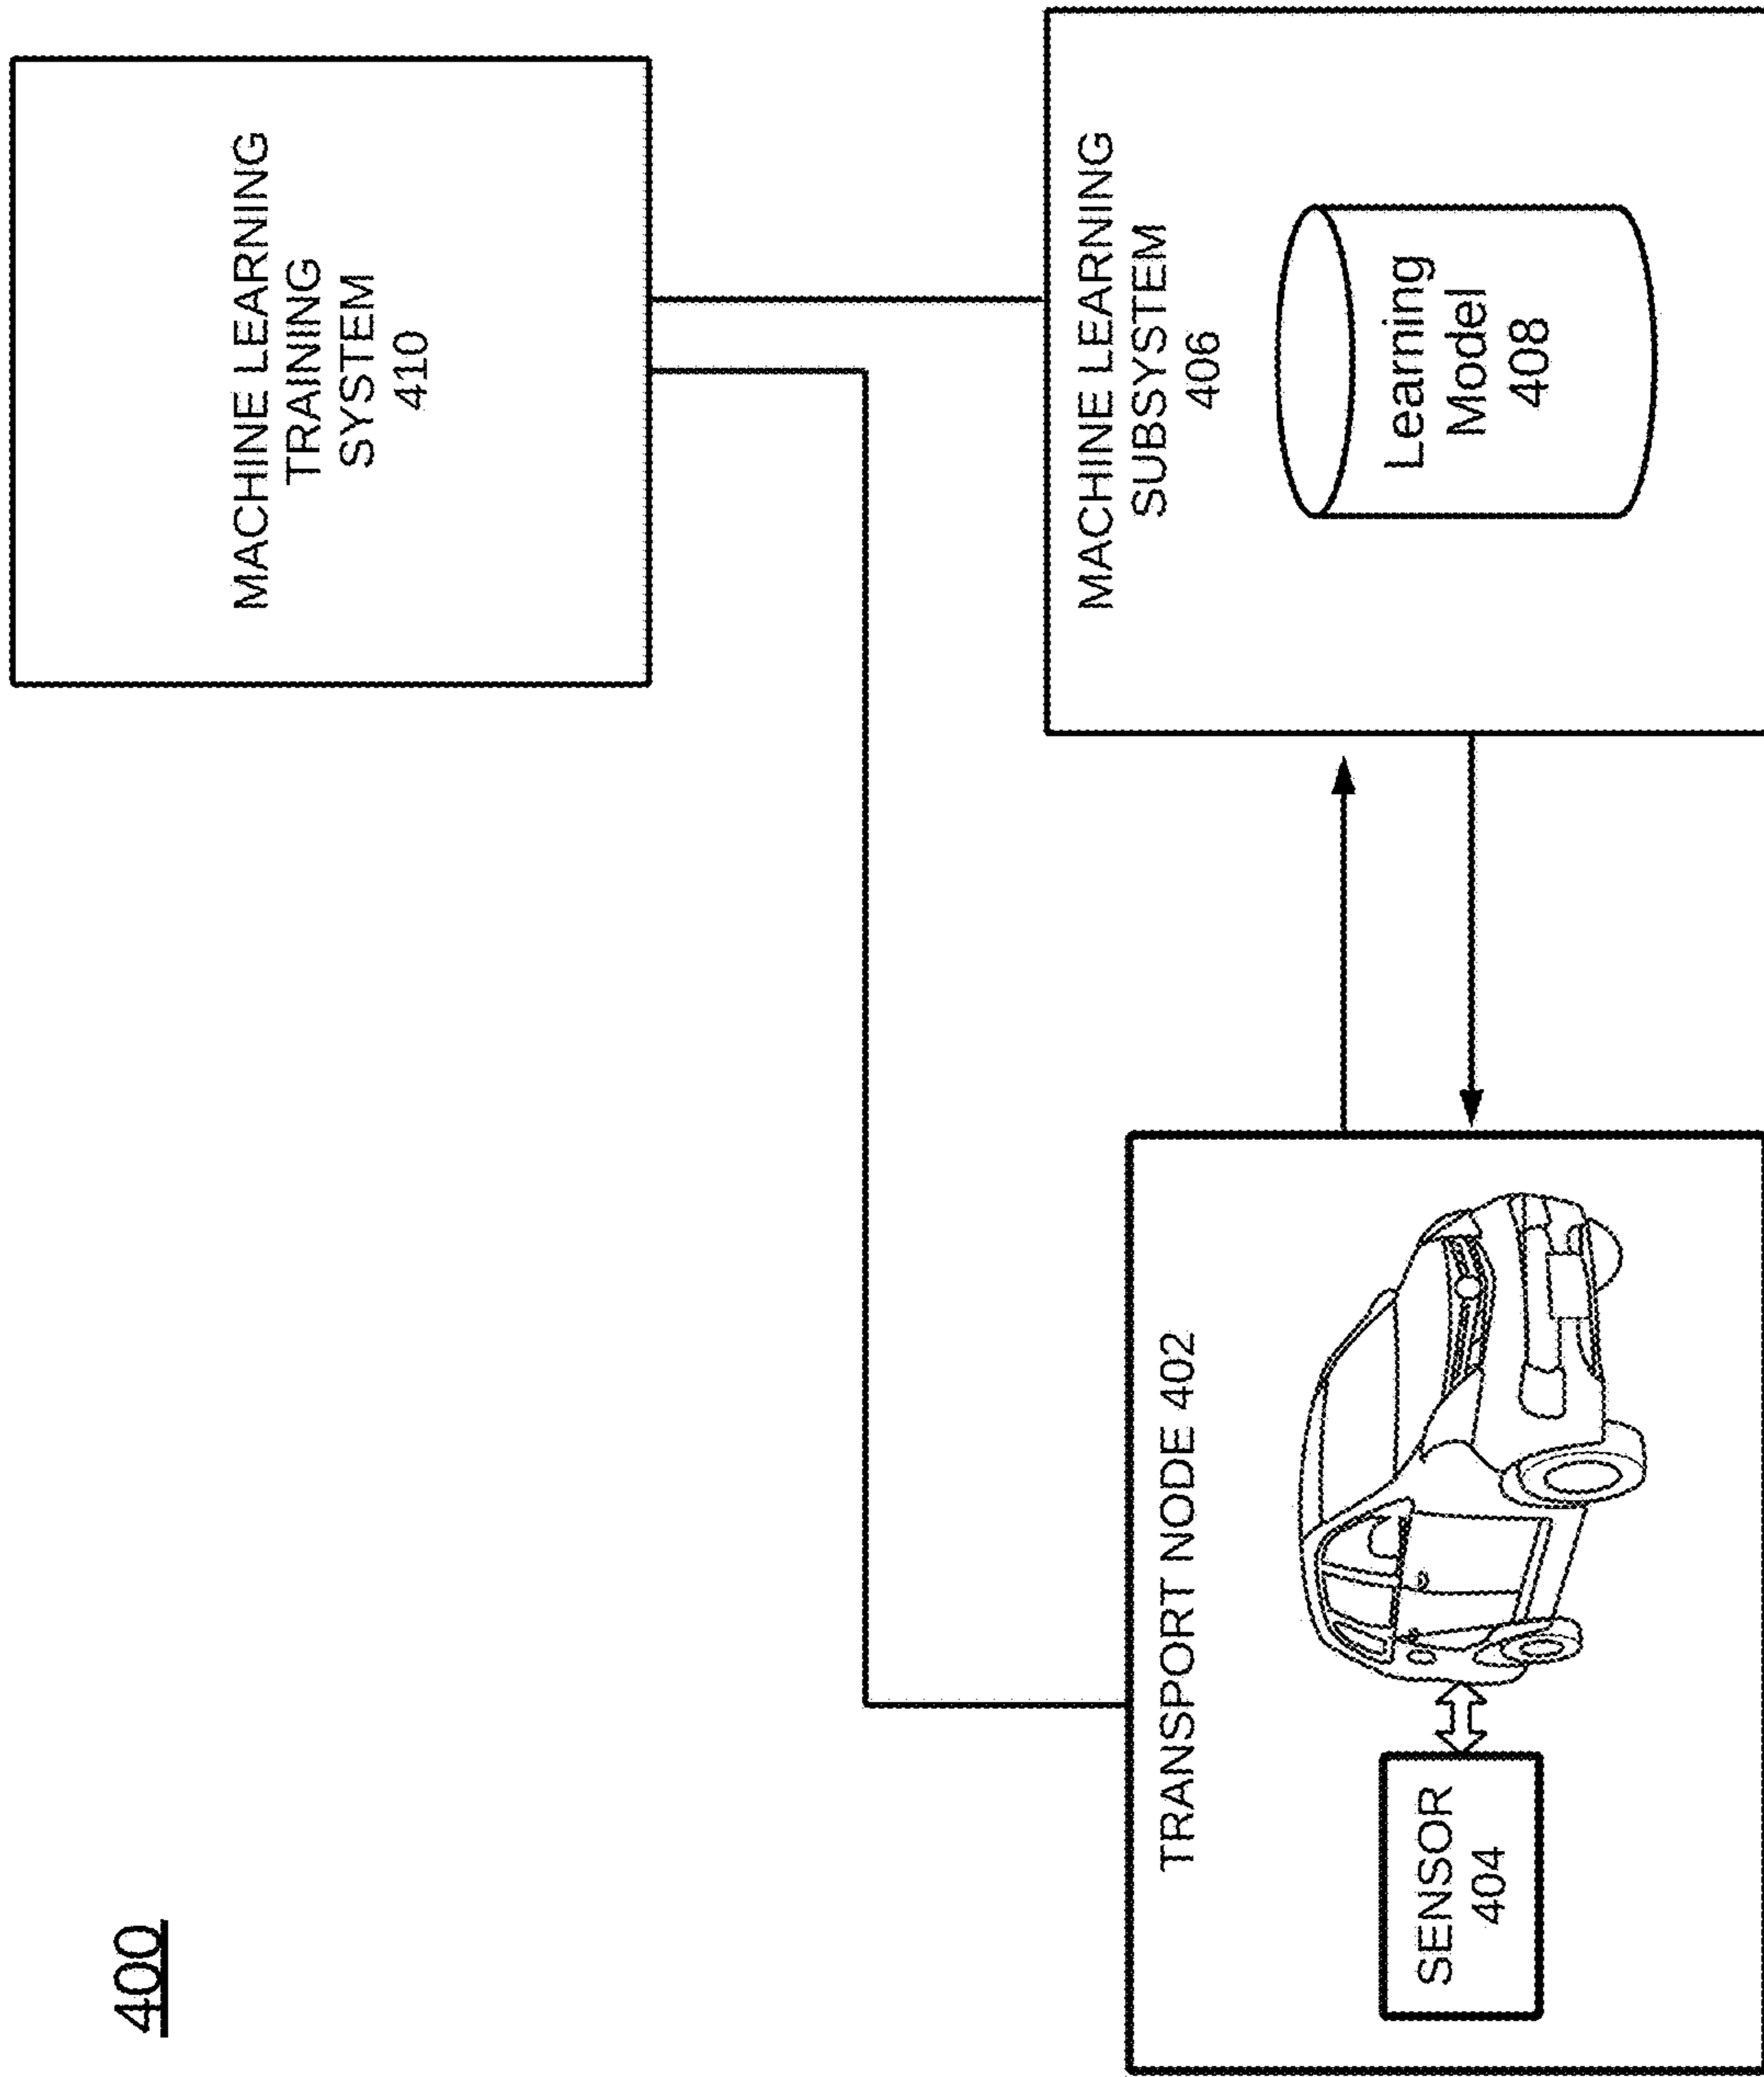 400
MACHINE LEARNING
TRAINING
SYSTEM
410
TRANSPORT NODE 402
SENSOR
404
MACHINE LEARNING
SUBSYSTEM
406
Learning
Model
408